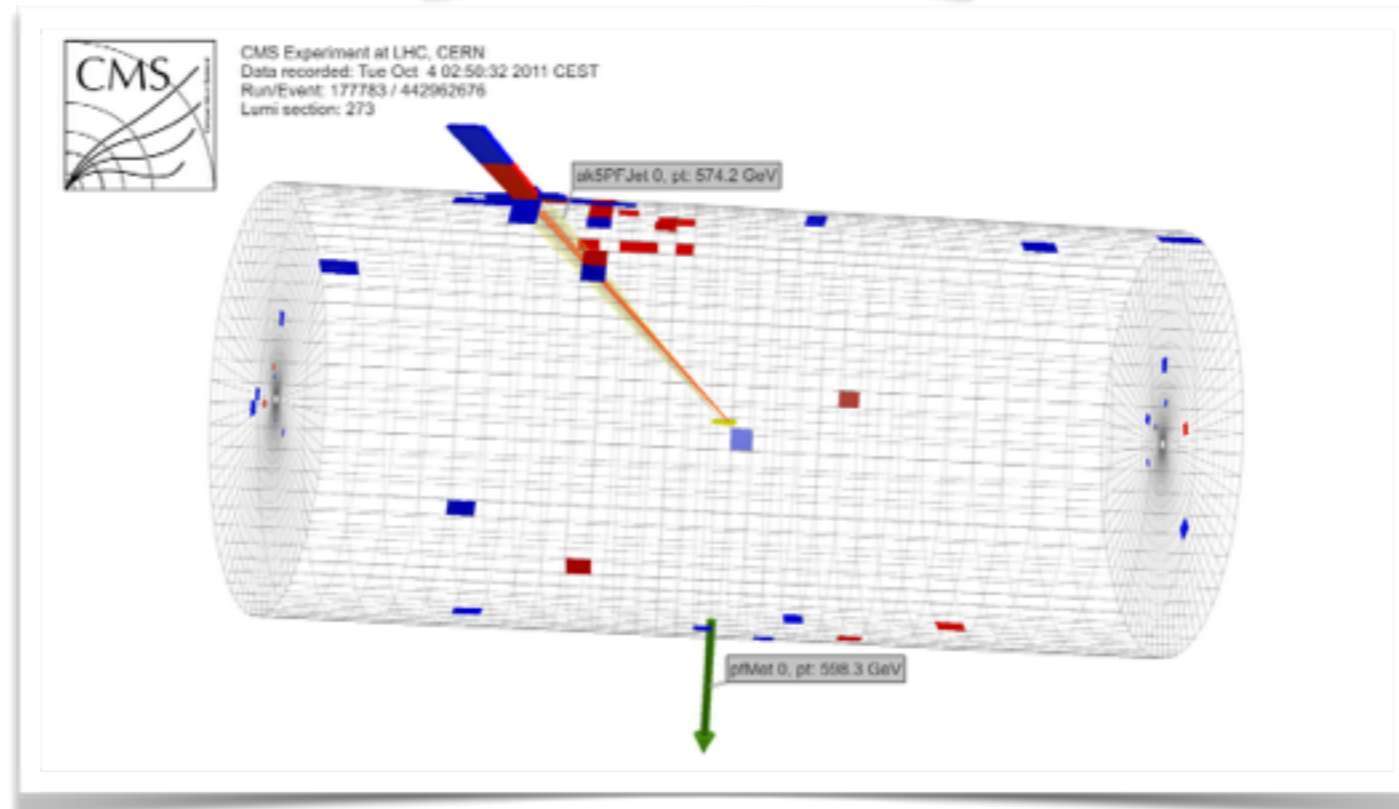 CMS
CMS Experiment at LHC, CERN
Data recorded: Tue Oct 4 02:50:32 2011 CEST
Run/Event: 177783 / 442962676
Lumi section: 273
ak5PFJet 0, pt: 574.2 GeV
pfMet 0, pt: 598.3 GeV